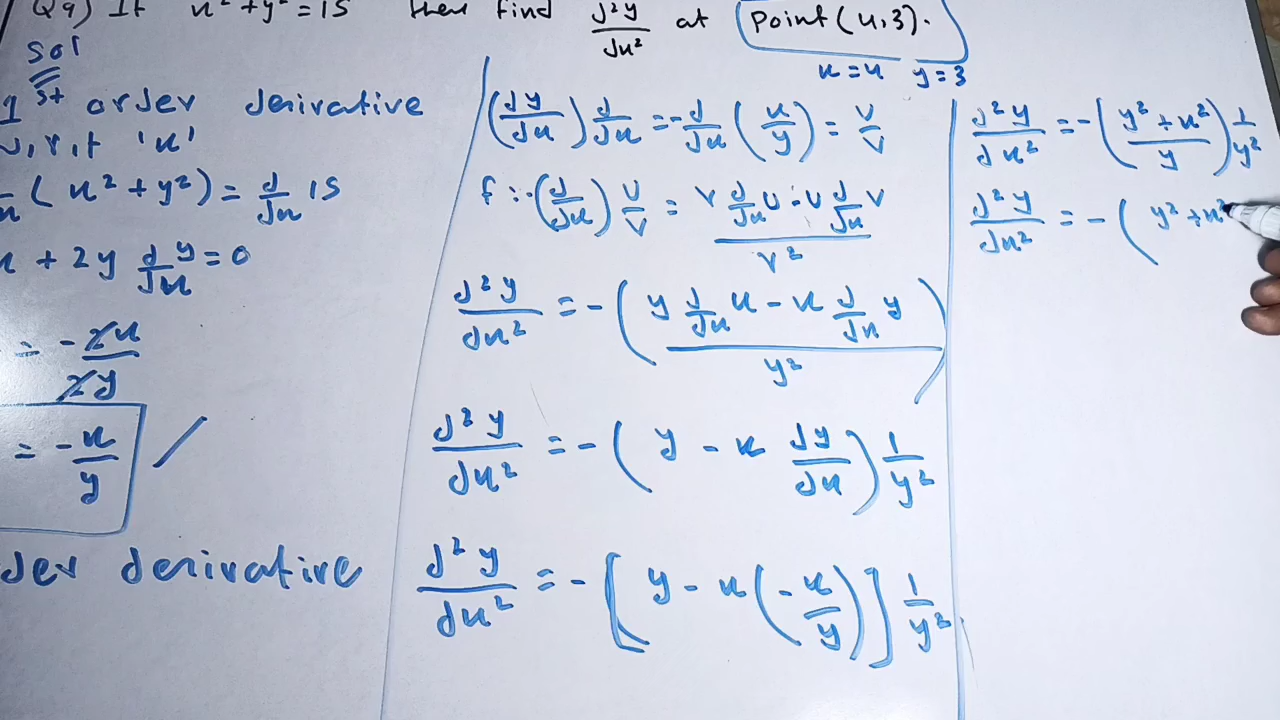 Q9) If x² + y² = 15 then find d²y/dx² at point (4,3).
x = 4 y = 3
Sol
1st order derivative
w.r.t 'x'
(x² + y²) = d/dx 15
x + 2y d/dx y = 0
= -2x/2y
= -x/y
der derivative
(dy/dx) d/dx = -d/dx (x/y) = U/V
f :- (d/dx) U/V = V d/dx U - U d/dx V / V²
d²y/dx² = - (y d/dx x - x d/dx y / y²)
d²y/dx² = - (y - x dy/dx) 1/y²
d²y/dx² = - [y - x (-x/y)] 1/y²
d²y/dx² = - (y² + x² / y) 1/y²
d²y/dx² = - (y² + x²